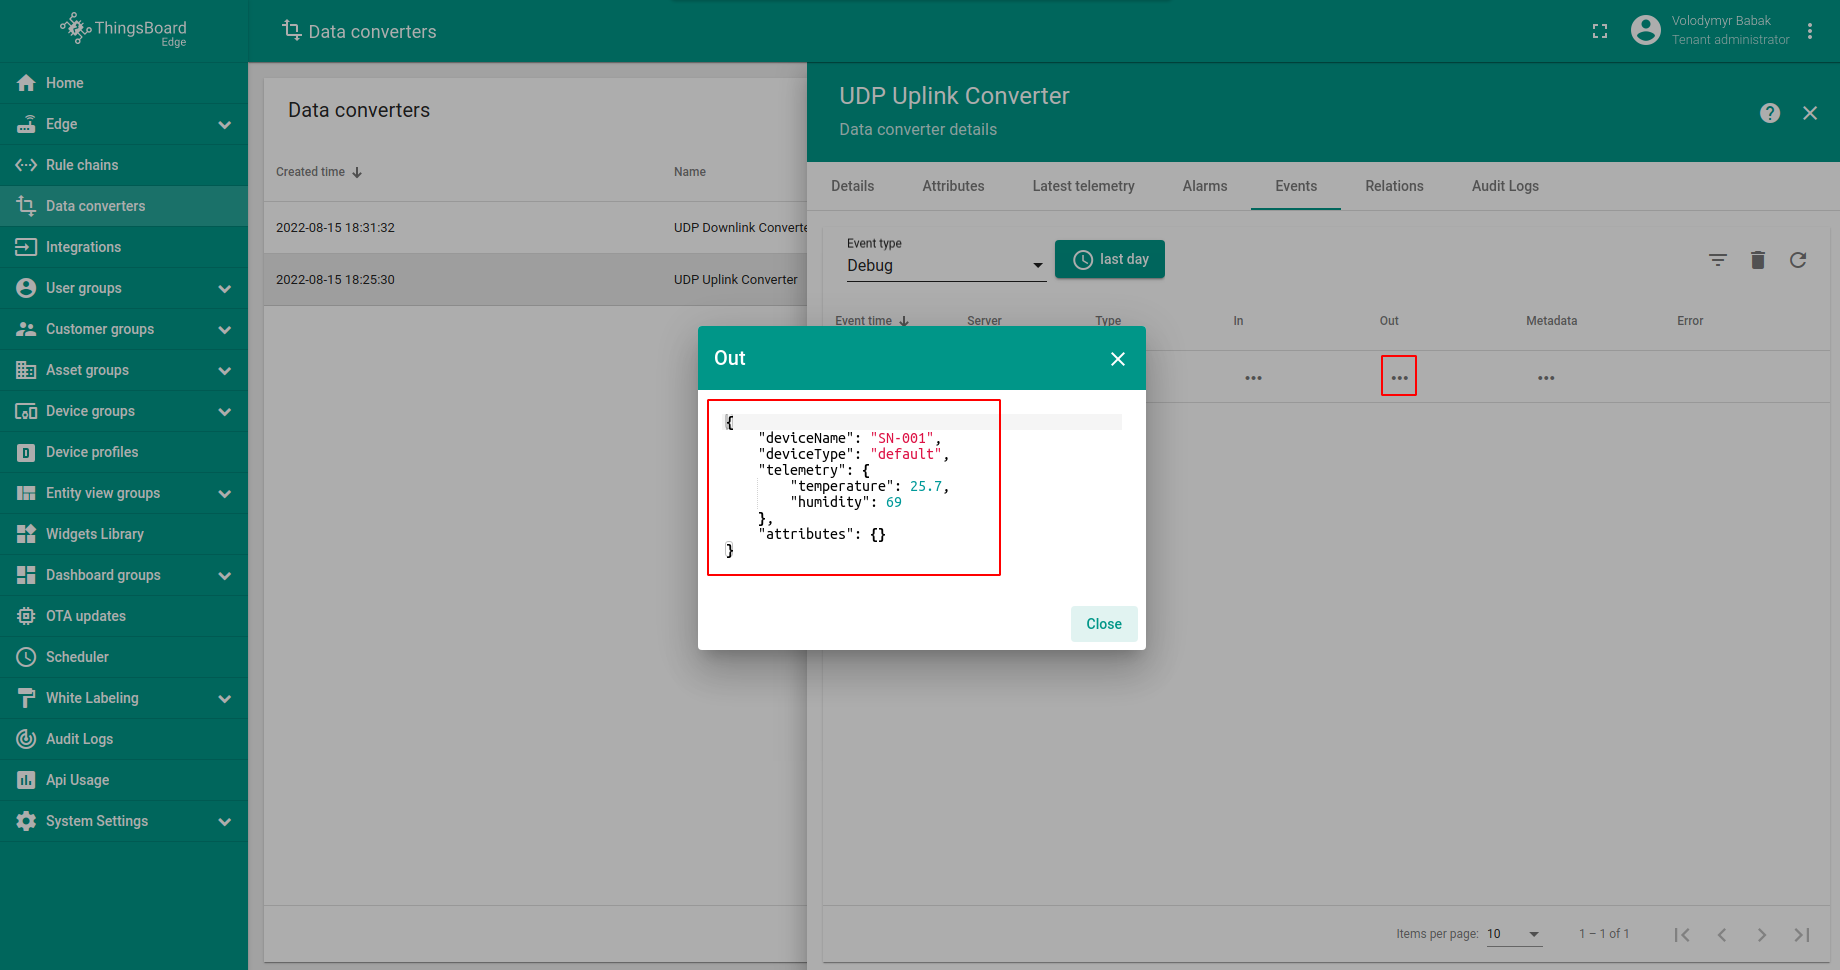 ThingsBoard
Edge
Data converters
Volodymyr Babak
Tenant administrator
Home
Edge
Rule chains
Data converters
Integrations
User groups
Customer groups
Asset groups
Device groups
Device profiles
Entity view groups
Widgets Library
Dashboard groups
OTA updates
Scheduler
White Labeling
Audit Logs
Api Usage
System Settings
Data converters
Created time
Name
2022-08-15 18:31:32
UDP Downlink Converte
2022-08-15 18:25:30
UDP Uplink Converter
UDP Uplink Converter
Data converter details
Details
Attributes
Latest telemetry
Alarms
Events
Relations
Audit Logs
Event type
Debug
last day
Event time
Server
Type
In
Out
Metadata
Error
Out
{
"deviceName": "SN-001",
"deviceType": "default",
"telemetry": {
"temperature": 25.7,
"humidity": 69
},
"attributes": {}
}
Close
Items per page: 10
1 – 1 of 1